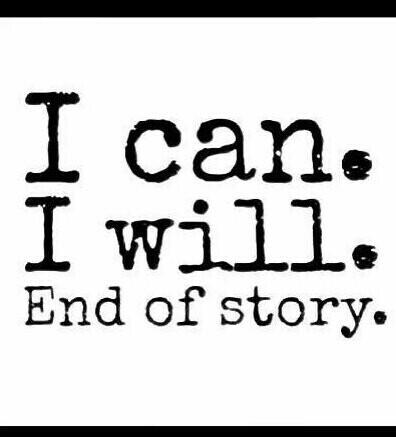 I can.
I will.
End of story.